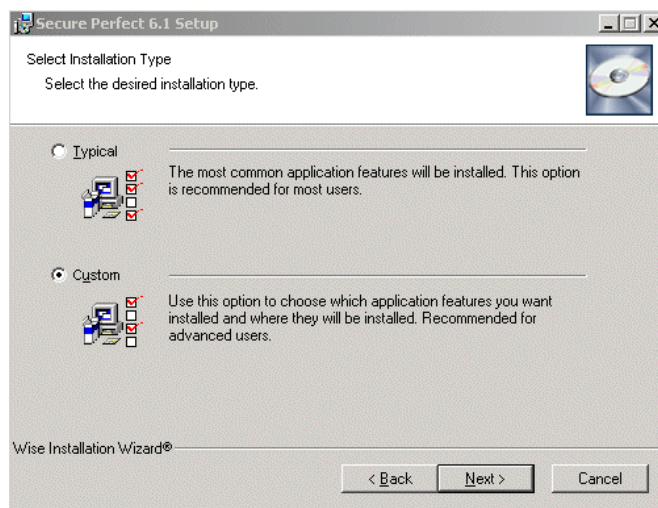 Secure Perfect 6.1 Setup
Select Installation Type
Select the desired installation type.
Typical
The most common application features will be installed. This option
is recommended for most users.
Custom
Use this option to choose which application features you want
installed and where they will be installed. Recommended for
advanced users.
Wise Installation Wizard®
< Back
Next >
Cancel